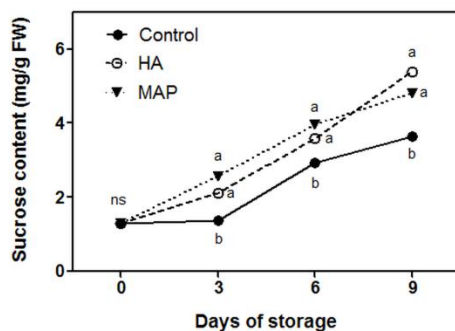 Sucrose content (mg/g FW)
6
4
2
0
Control
HA
MAP
ns
a
a
b
a
a
b
a
a
b
0 3 6 9
Days of storage